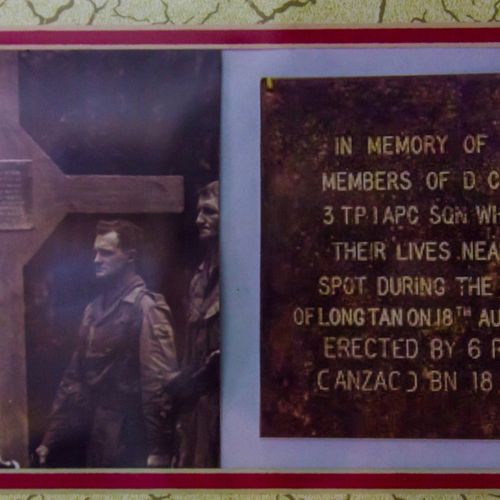 IN MEMORY OF
MEMBERS OF D C
3 TP 1 APC SQN WH
THEIR LIVES NEA
SPOT DURING THE
OF LONG TAN ON 18TH AU
ERECTED BY 6 R
(ANZAC) BN 18